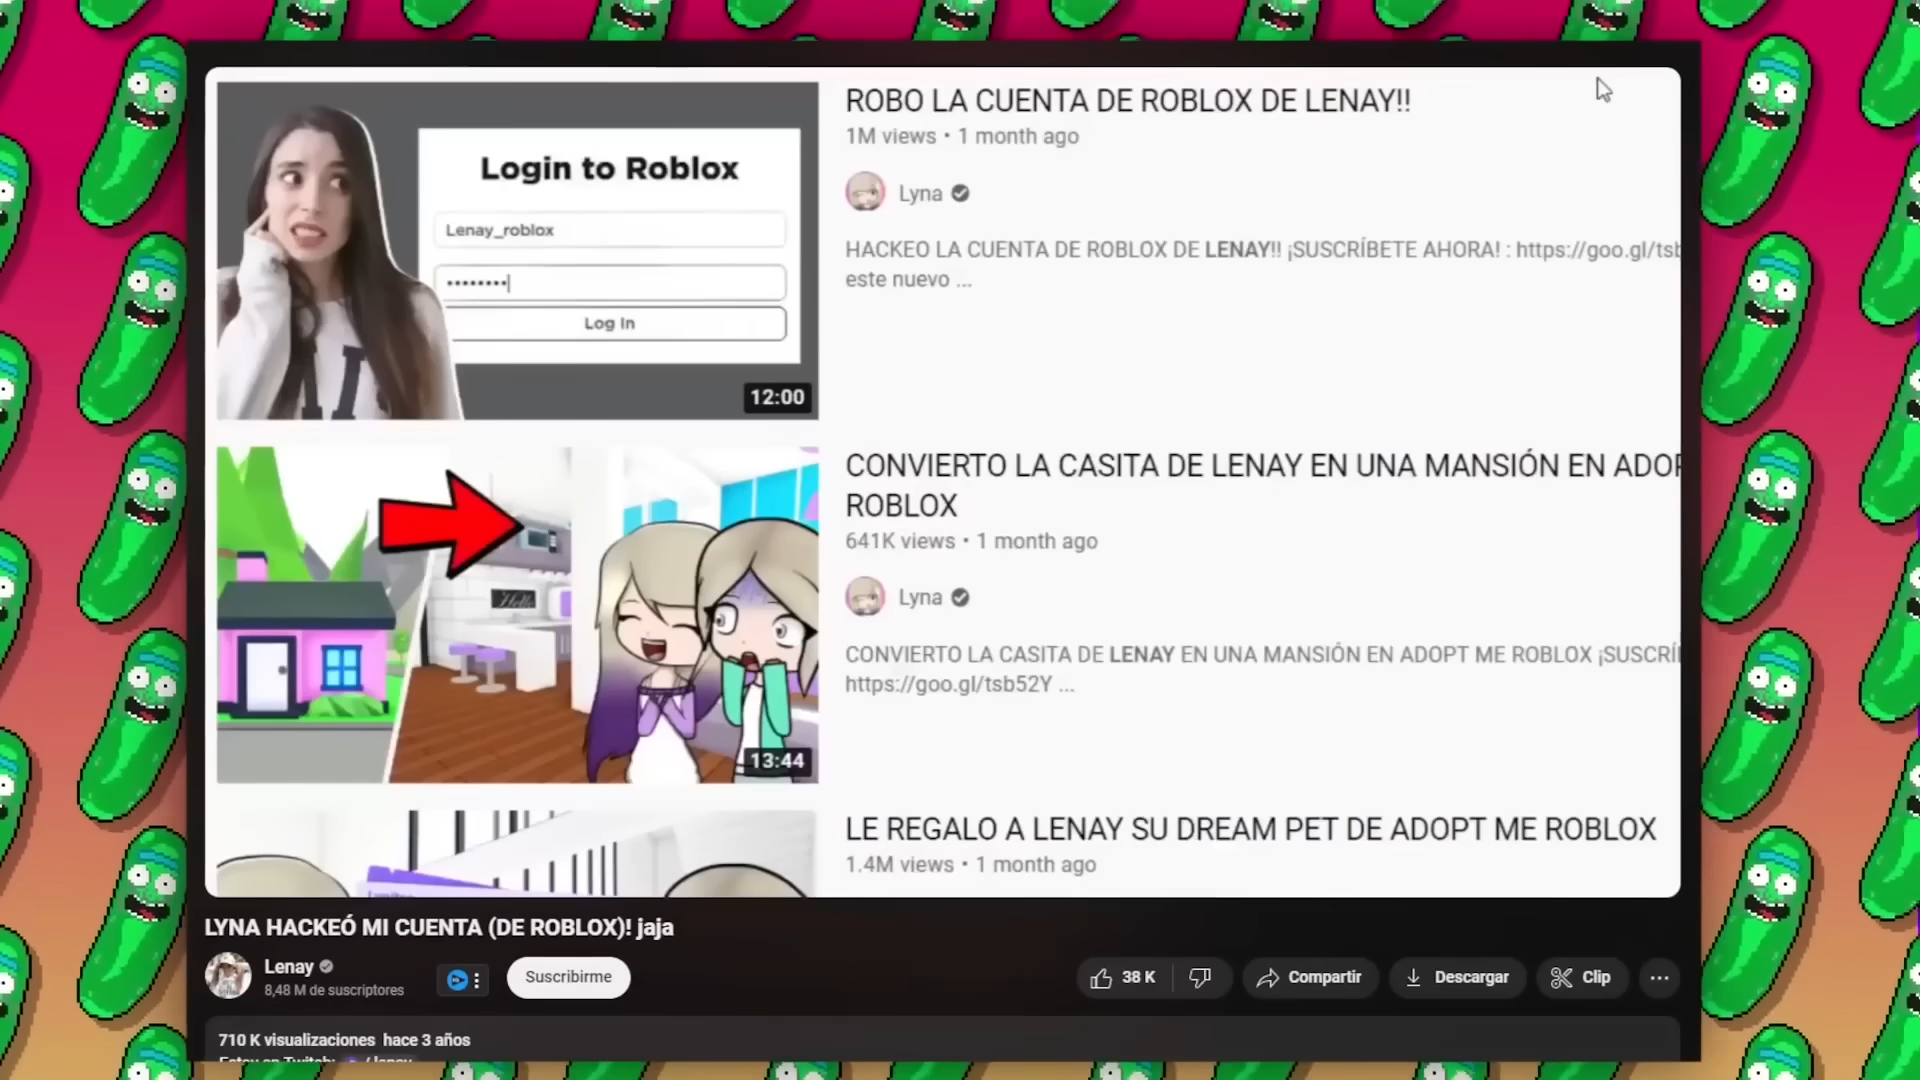 Login to Roblox
Lenay_roblox
Log In
12:00
ROBO LA CUENTA DE ROBLOX DE LENAY!!
1M views • 1 month ago
Lyna
HACKEO LA CUENTA DE ROBLOX DE LENAY!! ¡SUSCRÍBETE AHORA! : https://goo.gl/tsb
este nuevo ...
Hello
13:44
CONVIERTO LA CASITA DE LENAY EN UNA MANSIÓN EN ADOP
ROBLOX
641K views • 1 month ago
Lyna
CONVIERTO LA CASITA DE LENAY EN UNA MANSIÓN EN ADOPT ME ROBLOX ¡SUSCRÍ
https://goo.gl/tsb52Y ...
LE REGALO A LENAY SU DREAM PET DE ADOPT ME ROBLOX
1.4M views • 1 month ago
LYNA HACKEÓ MI CUENTA (DE ROBLOX)! jaja
Lenay
8,48 M de suscriptores
Suscribirme
38 K
Compartir
Descargar
Clip
710 K visualizaciones hace 3 años
Estoy en Twitch: / lenay